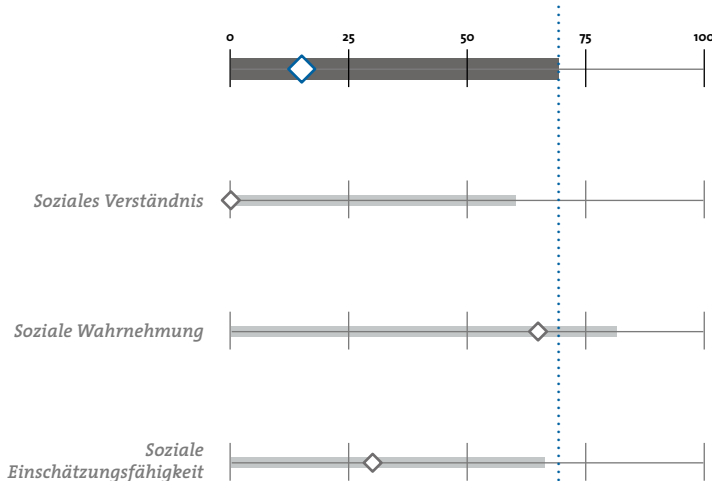 0 25 50 75 100
Soziales Verständnis
Soziale Wahrnehmung
Soziale
Einschätzungsfähigkeit